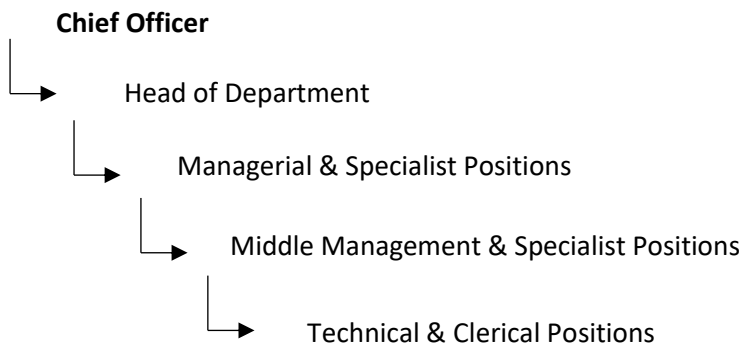 Chief Officer
Head of Department
Managerial & Specialist Positions
Middle Management & Specialist Positions
Technical & Clerical Positions